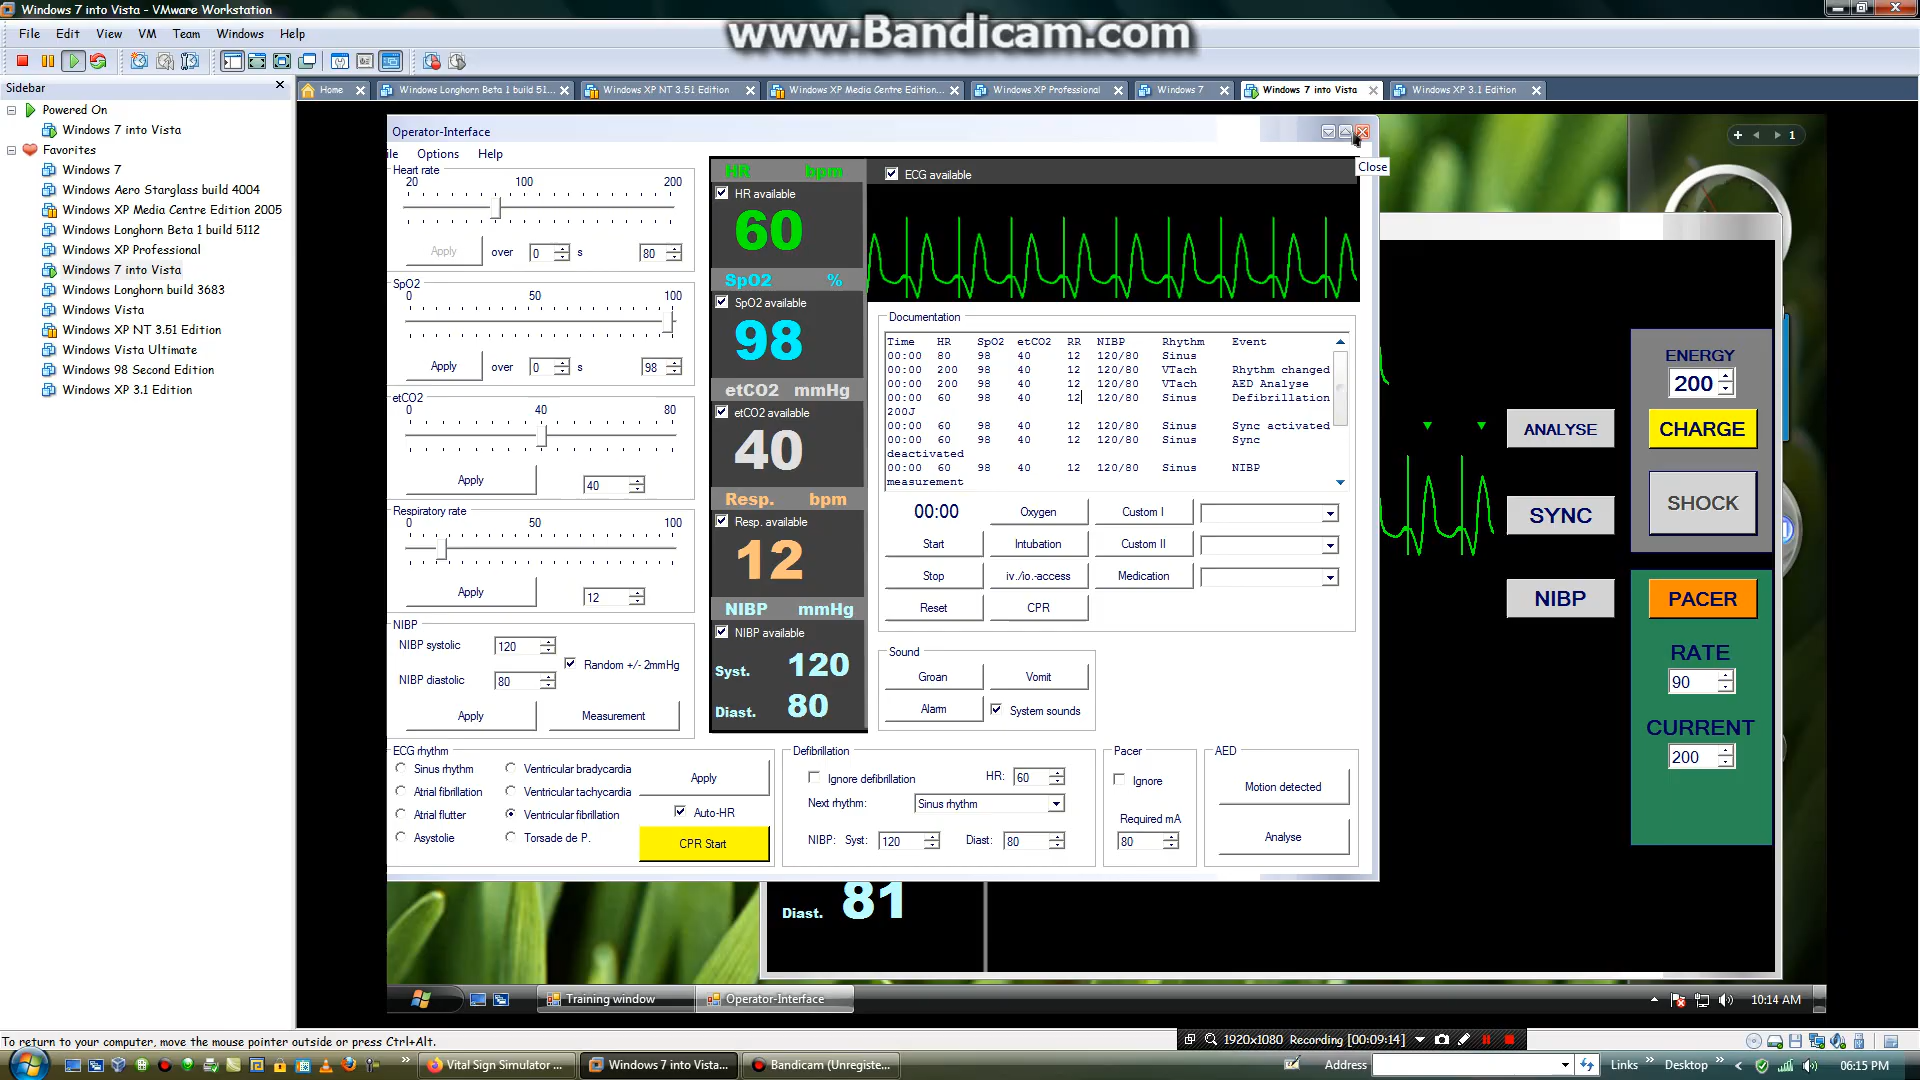 Windows 7 into Vista - VMware Workstation
www.Bandicam.com
File Edit View VM Team Windows Help
Sidebar
Home
Windows Longhorn Beta 1 build 51...
Windows XP NT 3.51 Edition
Windows XP Media Centre Edition...
Windows XP Professional
Windows 7
Windows 7 into Vista
Windows XP 3.1 Edition
Powered On
Windows 7 into Vista
Favorites
Windows 7
Windows Aero Starglass build 4004
Windows XP Media Centre Edition 2005
Windows Longhorn Beta 1 build 5112
Windows XP Professional
Windows 7 into Vista
Windows Longhorn build 3683
Windows Vista
Windows XP NT 3.51 Edition
Windows Vista Ultimate
Windows 98 Second Edition
Windows XP 3.1 Edition
Operator-Interface
ile Options Help
Close
1
Heart rate
20 100 200
Apply over 0 s 80
SpO2
0 50 100
Apply over 0 s 98
etCO2
0 40 80
Apply 40
Respiratory rate
0 50 100
Apply 12
NIBP
NIBP systolic 120
Random +/- 2mmHg
NIBP diastolic 80
Apply Measurement
HR bpm
HR available
60
SpO2 %
SpO2 available
98
etCO2 mmHg
etCO2 available
40
Resp. bpm
Resp. available
12
NIBP mmHg
NIBP available
Syst. 120
Diast. 80
ECG available
Documentation
Time HR SpO2 etCO2 RR NIBP Rhythm Event
00:00 80 98 40 12 120/80 Sinus
00:00 200 98 40 12 120/80 VTach Rhythm changed
00:00 200 98 40 12 120/80 VTach AED Analyse
00:00 60 98 40 12 120/80 Sinus Defibrillation
200J
00:00 60 98 40 12 120/80 Sinus Sync activated
00:00 60 98 40 12 120/80 Sinus Sync
deactivated
00:00 60 98 40 12 120/80 Sinus NIBP
measurement
00:00 Oxygen Custom I
Start Intubation Custom II
Stop iv./io.-access Medication
Reset CPR
Sound
Groan Vomit
Alarm System sounds
ECG rhythm
Sinus rhythm Ventricular bradycardia
Atrial fibrillation Ventricular tachycardia
Atrial flutter Ventricular fibrillation
Asystolie Torsade de P.
Apply
Auto-HR
CPR Start
Defibrillation
Ignore defibrillation HR: 60
Next rhythm: Sinus rhythm
NIBP: Syst: 120 Diast: 80
Pacer
Ignore
Required mA
80
AED
Motion detected
Analyse
ENERGY
200
ANALYSE CHARGE
SYNC SHOCK
NIBP PACER
RATE
90
CURRENT
200
Diast. 81
Training window Operator-Interface 10:14 AM
To return to your computer, move the mouse pointer outside or press Ctrl+Alt.
1920x1080 Recording [00:09:14]
Vital Sign Simulator ... Windows 7 into Vista... Bandicam (Unregiste... Address Links Desktop 06:15 PM